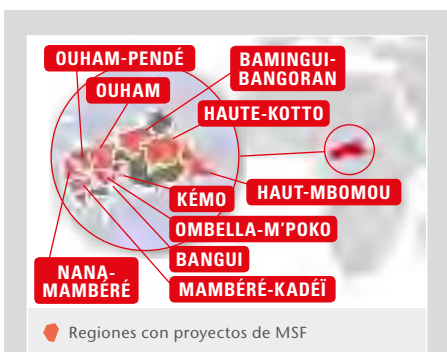 OUHAM-PENDÉ
BAMINGUI-
BANGORAN
OUHAM
HAUTE-KOTTO
KÉMO
HAUT-MBOMOU
OMBELLA-M'POKO
BANGUI
NANA-
MAMBÉRÉ
MAMBÉRÉ-KADÉÏ
Regiones con proyectos de MSF